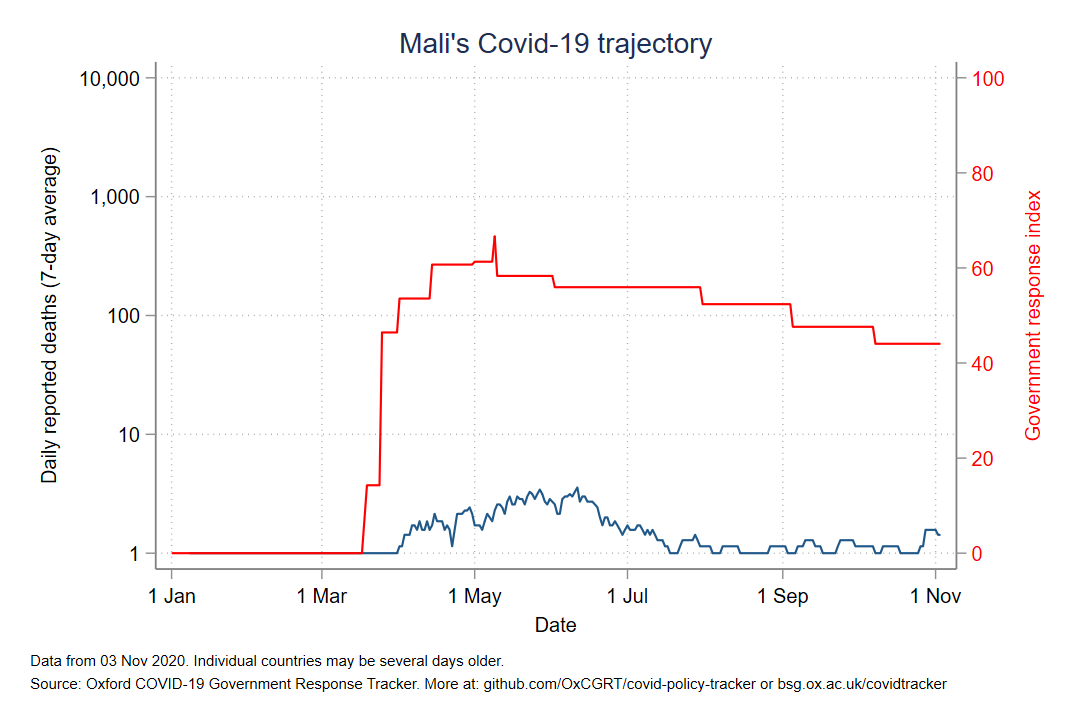 Mali's Covid-19 trajectory
10,000
1,000
100
10
1
Daily reported deaths (7-day average)
100
80
60
40
20
0
Government response index
1 Jan
1 Mar
1 May
1 Jul
1 Sep
1 Nov
Date
Data from 03 Nov 2020. Individual countries may be several days older.
Source: Oxford COVID-19 Government Response Tracker. More at: github.com/OxCGRT/covid-policy-tracker or bsg.ox.ac.uk/covidtracker